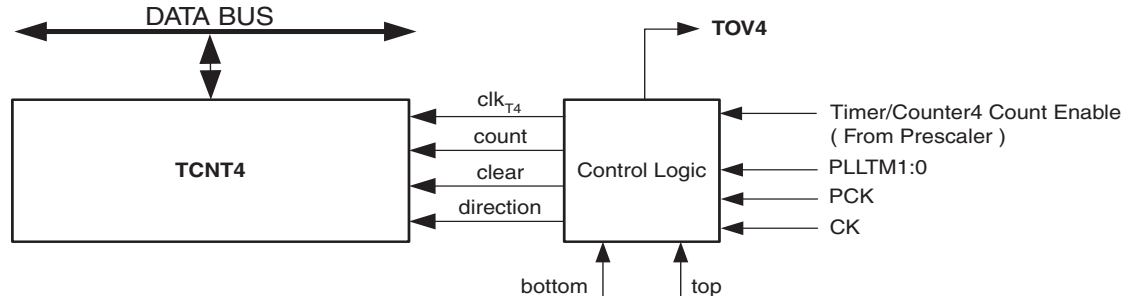 DATA BUS
TOV4
TCNT4
clkT4
count
clear
direction
Control Logic
Timer/Counter4 Count Enable
( From Prescaler )
PLLTM1:0
PCK
CK
bottom
top